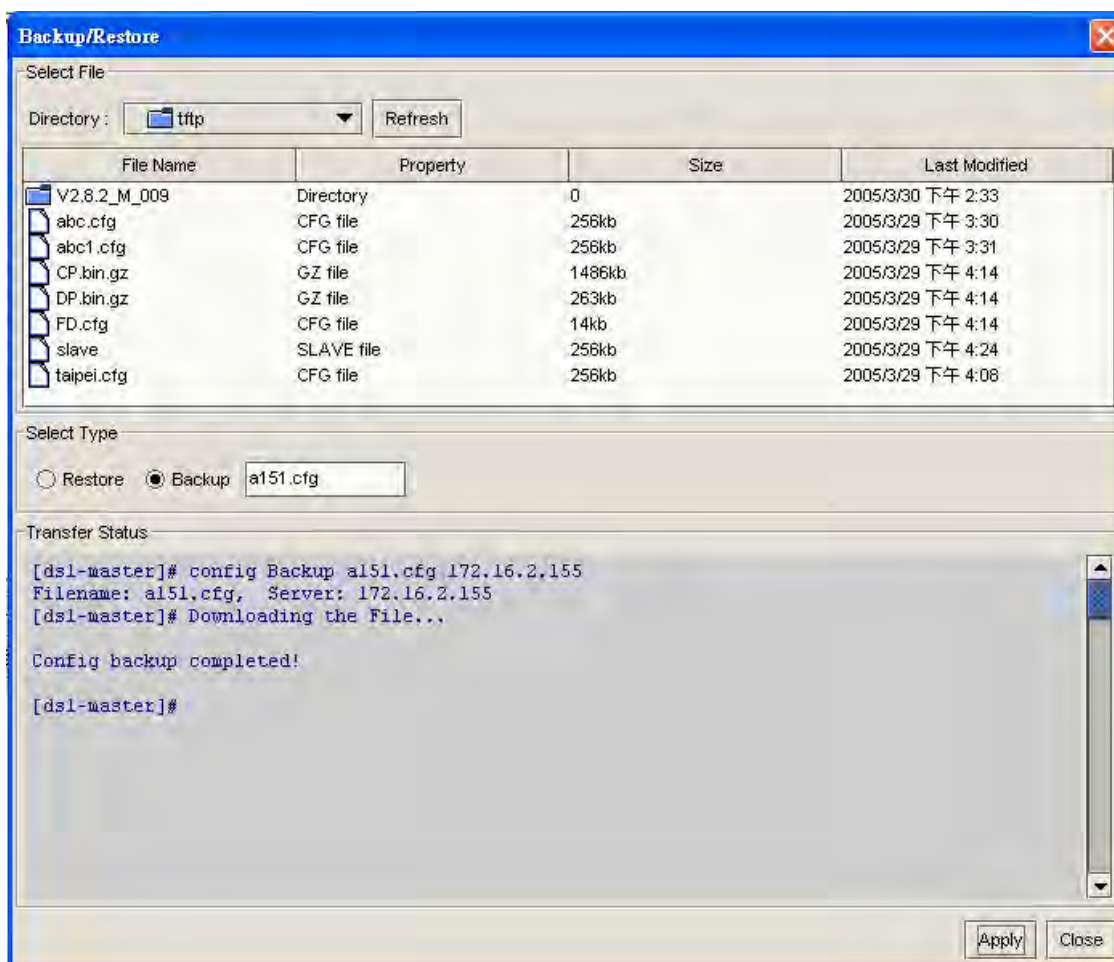 Backup/Restore
Select File
Directory : tftp Refresh
File Name Property Size Last Modified
V2.8.2_M_009 Directory 0 2005/3/30 下午 2:33
abc.cfg CFG file 256kb 2005/3/29 下午 3:30
abc1.cfg CFG file 256kb 2005/3/29 下午 3:31
CP.bin.gz GZ file 1486kb 2005/3/29 下午 4:14
DP.bin.gz GZ file 263kb 2005/3/29 下午 4:14
FD.cfg CFG file 14kb 2005/3/29 下午 4:14
slave SLAVE file 256kb 2005/3/29 下午 4:24
taipei.cfg CFG file 256kb 2005/3/29 下午 4:08
Select Type
Restore Backup a151.cfg
Transfer Status
[dsl-master]# config Backup a151.cfg 172.16.2.155
Filename: a151.cfg, Server: 172.16.2.155
[dsl-master]# Downloading the File...
Config backup completed!
[dsl-master]#
Apply Close